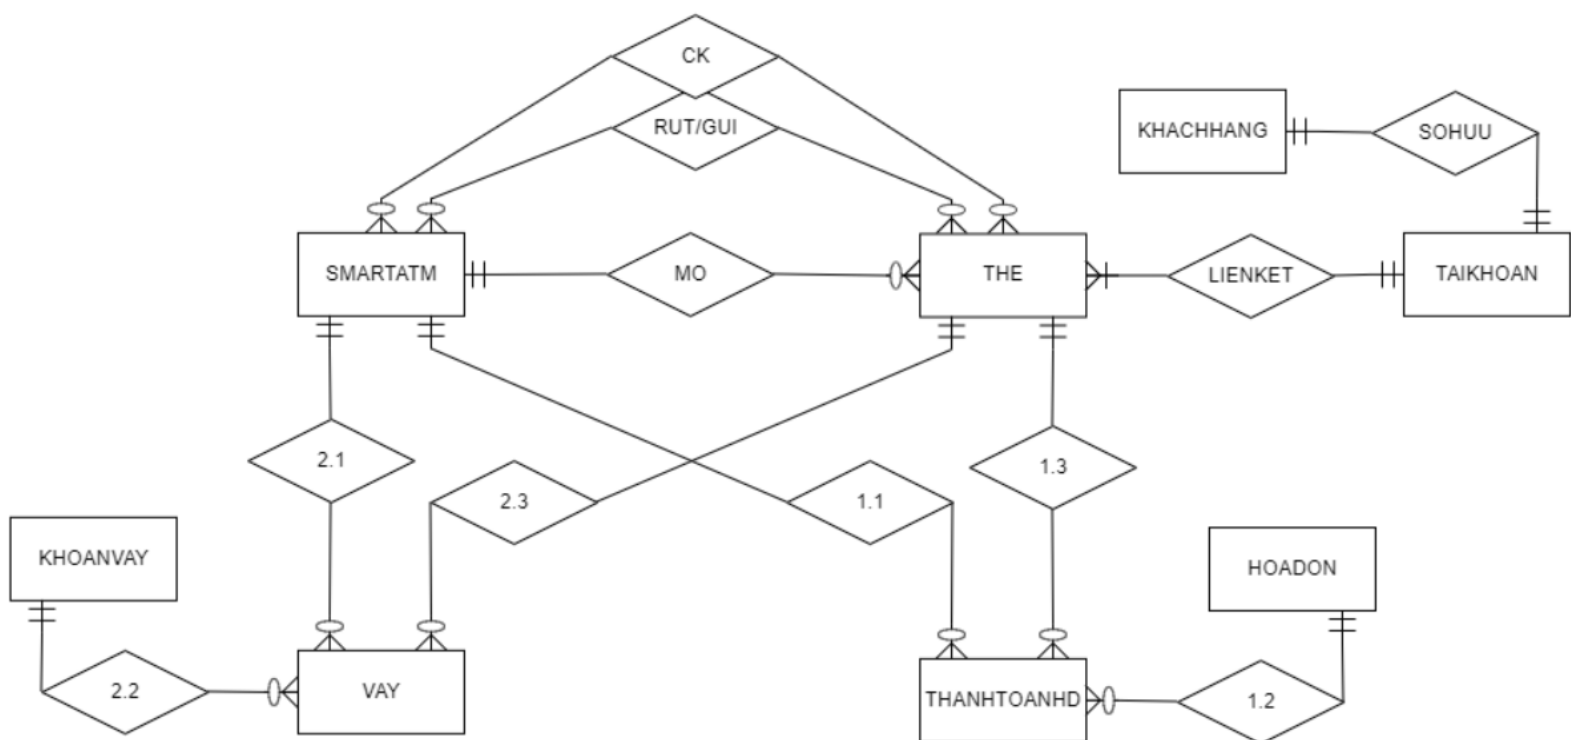 CK
RUT/GUI
KHACHHANG
SOHUU
SMARTATM
MO
THE
LIENKET
TAIKHOAN
2.1
2.3
1.1
1.3
KHOANVAY
HOADON
2.2
VAY
THANHTOANHD
1.2